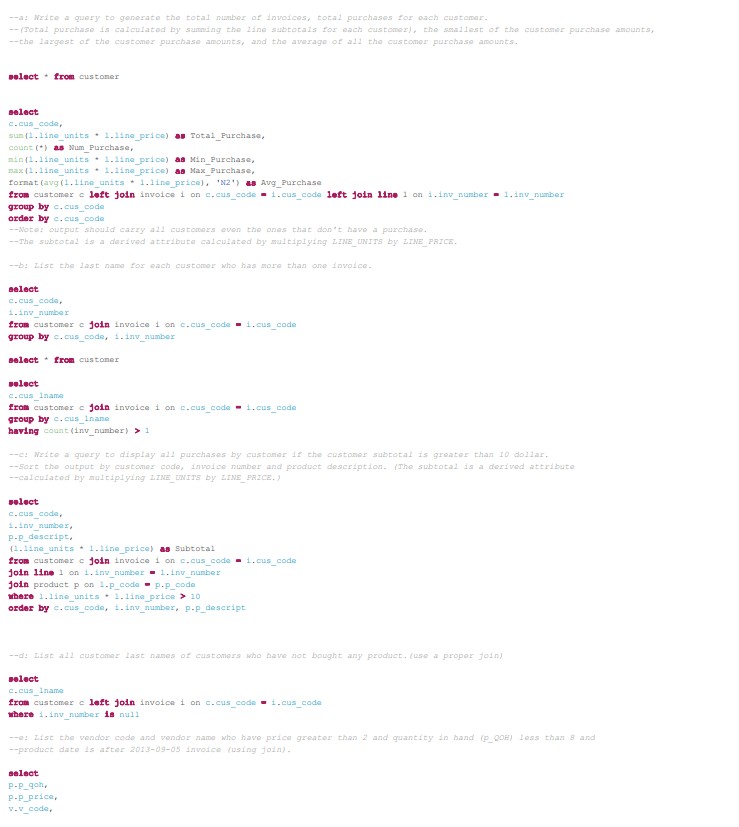 --a: Write a query to generate the total number of invoices, total purchases for each customer.
--(Total purchase is calculated by summing the line subtotals for each customer), the smallest of the customer purchase amounts,
--the largest of the customer purchase amounts, and the average of all the customer purchase amounts.
select * from customer
select
c.cus_code,
sum(l.line_units * l.line_price) as Total_Purchase,
count(*) as Num_Purchase,
min(l.line_units * l.line_price) as Min_Purchase,
max(l.line_units * l.line_price) as Max_Purchase,
format(avg(l.line_units * l.line_price), 'N2') as Avg_Purchase
from customer c left join invoice i on c.cus_code = i.cus_code left join line l on i.inv_number = l.inv_number
group by c.cus_code
order by c.cus_code
--Note: output should carry all customers even the ones that don't have a purchase.
--The subtotal is a derived attribute calculated by multiplying LINE_UNITS by LINE_PRICE.
--b: List the last name for each customer who has more than one invoice.
select
c.cus_code,
i.inv_number
from customer c join invoice i on c.cus_code = i.cus_code
group by c.cus_code, i.inv_number
select * from customer
select
c.cus_lname
from customer c join invoice i on c.cus_code = i.cus_code
group by c.cus_lname
having count(inv_number) > 1
--c: Write a query to display all purchases by customer if the customer subtotal is greater than 10 dollar.
--Sort the output by customer code, invoice number and product description. (The subtotal is a derived attribute
--calculated by multiplying LINE_UNITS by LINE_PRICE.)
select
c.cus_code,
i.inv_number,
p.p_descript,
(l.line_units * l.line_price) as Subtotal
from customer c join invoice i on c.cus_code = i.cus_code
join line l on i.inv_number = l.inv_number
join product p on l.p_code = p.p_code
where l.line_units * l.line_price > 10
order by c.cus_code, i.inv_number, p.p_descript
--d: List all customer last names of customers who have not bought any product.(use a proper join)
select
c.cus_lname
from customer c left join invoice i on c.cus_code = i.cus_code
where i.inv_number is null
--e: List the vendor code and vendor name who have price greater than 2 and quantity in hand (p_QOH) less than 8 and
--product date is after 2013-09-05 invoice (using join).
select
p.p_qoh,
p.p_price,
v.v_code,